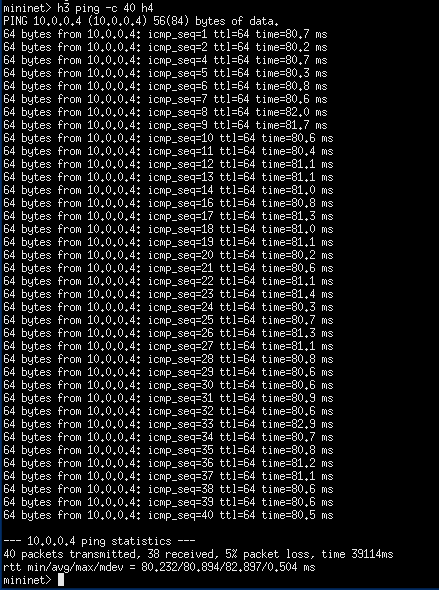 mininet> h3 ping -c 40 h4
PING 10.0.0.4 (10.0.0.4) 56(84) bytes of data.
64 bytes from 10.0.0.4: icmp_seq=1 ttl=64 time=80.7 ms
64 bytes from 10.0.0.4: icmp_seq=2 ttl=64 time=80.2 ms
64 bytes from 10.0.0.4: icmp_seq=4 ttl=64 time=80.7 ms
64 bytes from 10.0.0.4: icmp_seq=5 ttl=64 time=80.3 ms
64 bytes from 10.0.0.4: icmp_seq=6 ttl=64 time=80.8 ms
64 bytes from 10.0.0.4: icmp_seq=7 ttl=64 time=80.6 ms
64 bytes from 10.0.0.4: icmp_seq=8 ttl=64 time=82.0 ms
64 bytes from 10.0.0.4: icmp_seq=9 ttl=64 time=81.7 ms
64 bytes from 10.0.0.4: icmp_seq=10 ttl=64 time=80.6 ms
64 bytes from 10.0.0.4: icmp_seq=11 ttl=64 time=80.4 ms
64 bytes from 10.0.0.4: icmp_seq=12 ttl=64 time=81.1 ms
64 bytes from 10.0.0.4: icmp_seq=13 ttl=64 time=81.1 ms
64 bytes from 10.0.0.4: icmp_seq=14 ttl=64 time=81.0 ms
64 bytes from 10.0.0.4: icmp_seq=16 ttl=64 time=80.8 ms
64 bytes from 10.0.0.4: icmp_seq=17 ttl=64 time=81.3 ms
64 bytes from 10.0.0.4: icmp_seq=18 ttl=64 time=81.0 ms
64 bytes from 10.0.0.4: icmp_seq=19 ttl=64 time=81.1 ms
64 bytes from 10.0.0.4: icmp_seq=20 ttl=64 time=80.2 ms
64 bytes from 10.0.0.4: icmp_seq=21 ttl=64 time=80.6 ms
64 bytes from 10.0.0.4: icmp_seq=22 ttl=64 time=81.1 ms
64 bytes from 10.0.0.4: icmp_seq=23 ttl=64 time=81.4 ms
64 bytes from 10.0.0.4: icmp_seq=24 ttl=64 time=80.3 ms
64 bytes from 10.0.0.4: icmp_seq=25 ttl=64 time=80.7 ms
64 bytes from 10.0.0.4: icmp_seq=26 ttl=64 time=81.3 ms
64 bytes from 10.0.0.4: icmp_seq=27 ttl=64 time=81.1 ms
64 bytes from 10.0.0.4: icmp_seq=28 ttl=64 time=80.8 ms
64 bytes from 10.0.0.4: icmp_seq=29 ttl=64 time=80.6 ms
64 bytes from 10.0.0.4: icmp_seq=30 ttl=64 time=80.6 ms
64 bytes from 10.0.0.4: icmp_seq=31 ttl=64 time=80.9 ms
64 bytes from 10.0.0.4: icmp_seq=32 ttl=64 time=80.6 ms
64 bytes from 10.0.0.4: icmp_seq=33 ttl=64 time=82.9 ms
64 bytes from 10.0.0.4: icmp_seq=34 ttl=64 time=80.7 ms
64 bytes from 10.0.0.4: icmp_seq=35 ttl=64 time=80.8 ms
64 bytes from 10.0.0.4: icmp_seq=36 ttl=64 time=81.2 ms
64 bytes from 10.0.0.4: icmp_seq=37 ttl=64 time=81.1 ms
64 bytes from 10.0.0.4: icmp_seq=38 ttl=64 time=80.6 ms
64 bytes from 10.0.0.4: icmp_seq=39 ttl=64 time=80.6 ms
64 bytes from 10.0.0.4: icmp_seq=40 ttl=64 time=80.5 ms
--- 10.0.0.4 ping statistics ---
40 packets transmitted, 38 received, 5% packet loss, time 39114ms
rtt min/avg/max/mdev = 80.232/80.894/82.897/0.504 ms
mininet>